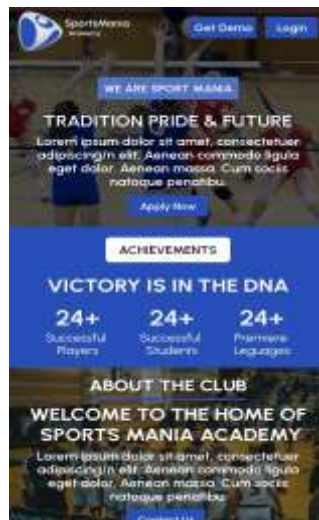 SportsMania
Academy
Get Demo
Login
WE ARE SPORT MANIA
TRADITION PRIDE & FUTURE
Lorem ipsum dolor sit amet, consectetuer
adipiscing elit. Aenean commodo ligula
eget dolor. Aenean massa. Cum sociis
natoque penatibu.
Apply Now
ACHIEVEMENTS
VICTORY IS IN THE DNA
24+ 24+ 24+
Successful Successful Premiere
Players Students Leguages
ABOUT THE CLUB
WELCOME TO THE HOME OF
SPORTS MANIA ACADEMY
Lorem ipsum dolor sit amet, consectetuer
adipiscing elit. Aenean commodo ligula
eget dolor. Aenean massa. Cum sociis
natoque penatibu.
Contact Us